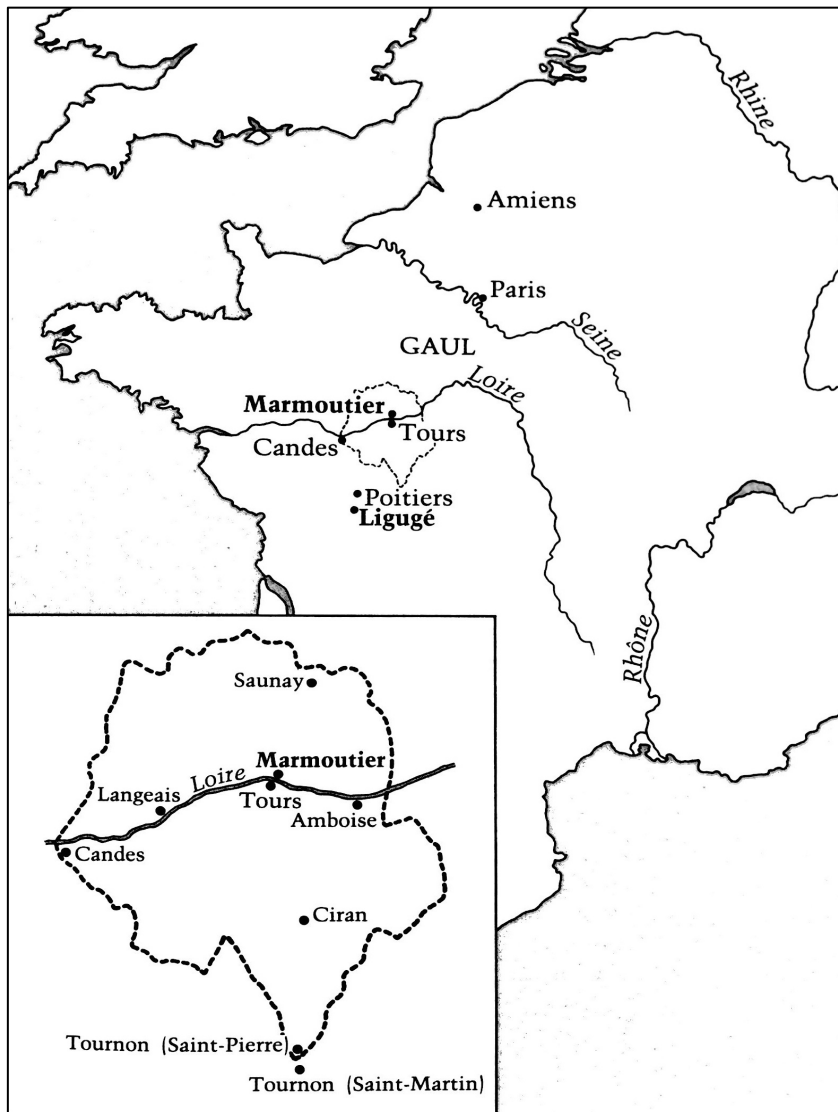 Rhine
Amiens
Paris
Seine
GAUL
Loire
Marmoutier
Tours
Candes
Poitiers
Ligugé
Rhône
Saunay
Marmoutier
Loire
Langeais
Tours
Amboise
Candes
Ciran
Tournon (Saint-Pierre)
Tournon (Saint-Martin)